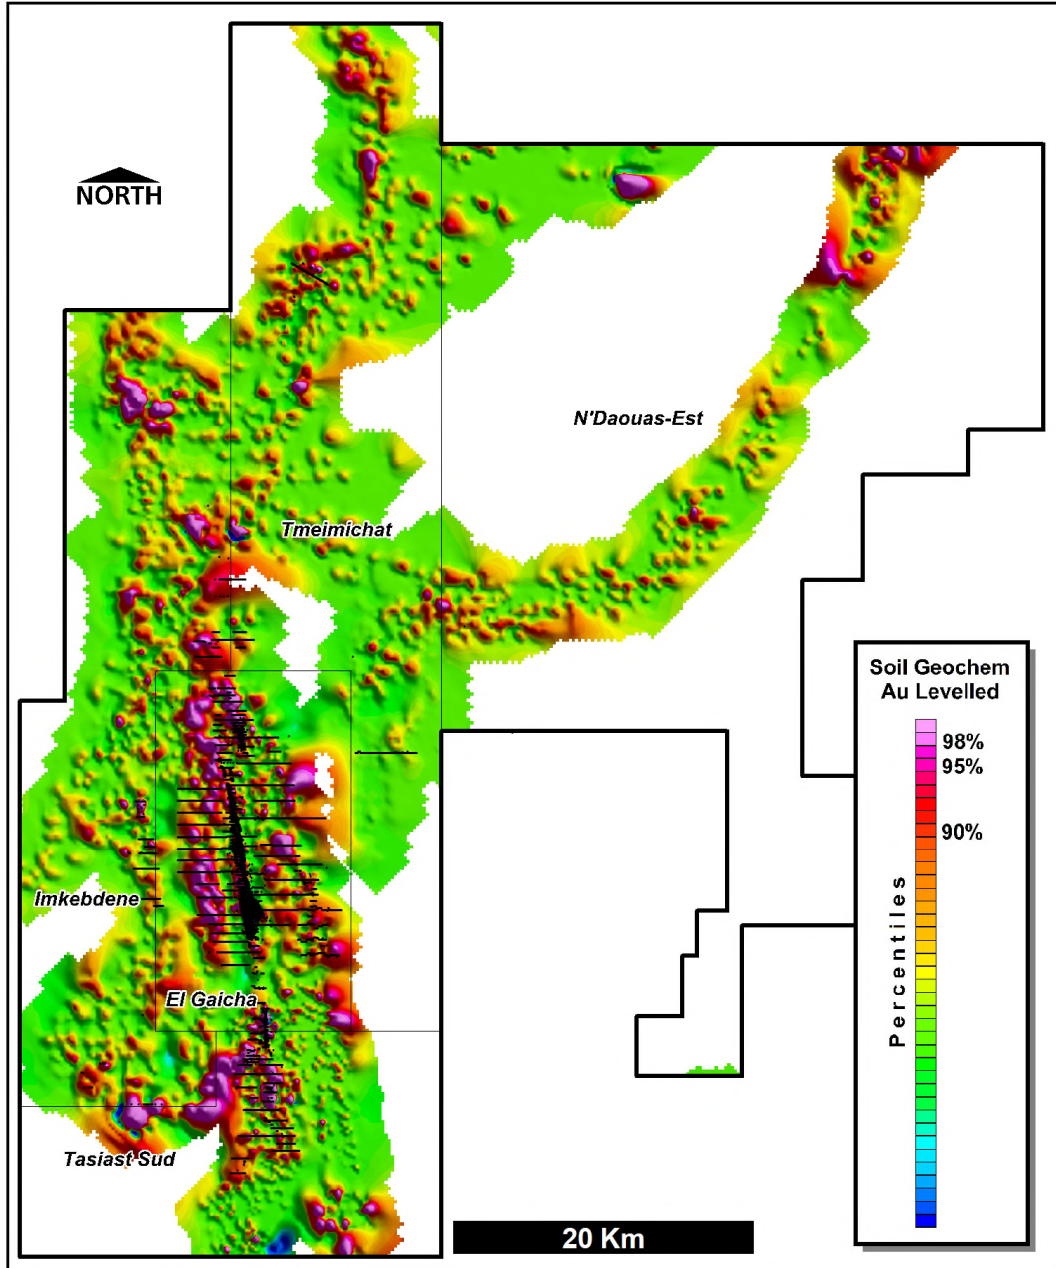 NORTH
N'Daouas-Est
Tmeimichat
Imkebdene
El Gaicha
Tasiast Sud
Soil Geochem
Au Levelled
98%
95%
90%
Percentiles
20 Km